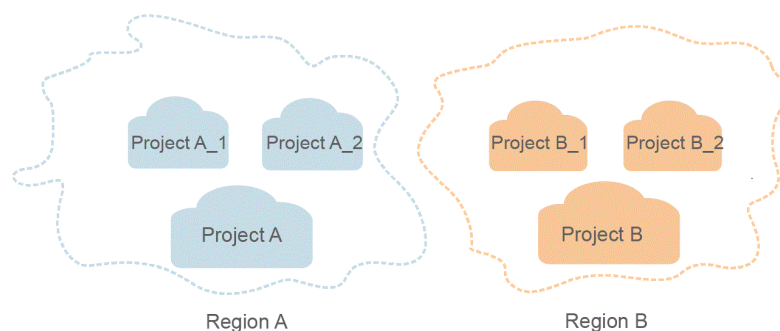 Project A_1
Project A_2
Project A
Region A
Project B_1
Project B_2
Project B
Region B